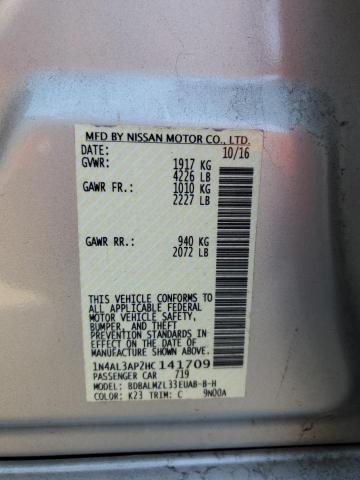 MFD BY NISSAN MOTOR CO., LTD.
DATE: 10/16
GVWR: 1917 KG
4226 LB
GAWR FR: 1010 KG
2227 LB
GAWR RR: 940 KG
2072 LB
THIS VEHICLE CONFORMS TO
ALL APPLICABLE FEDERAL
MOTOR VEHICLE SAFETY,
BUMPER, AND THEFT
PREVENTION STANDARDS IN
EFFECT ON THE DATE OF
MANUFACTURE SHOWN ABOVE.
1N4AL3AP2HC 141709
PASSENGER CAR 719
MODEL: BDBALMZL33EUAB-B-H
COLOR: K23 TRIM: C 9N00A